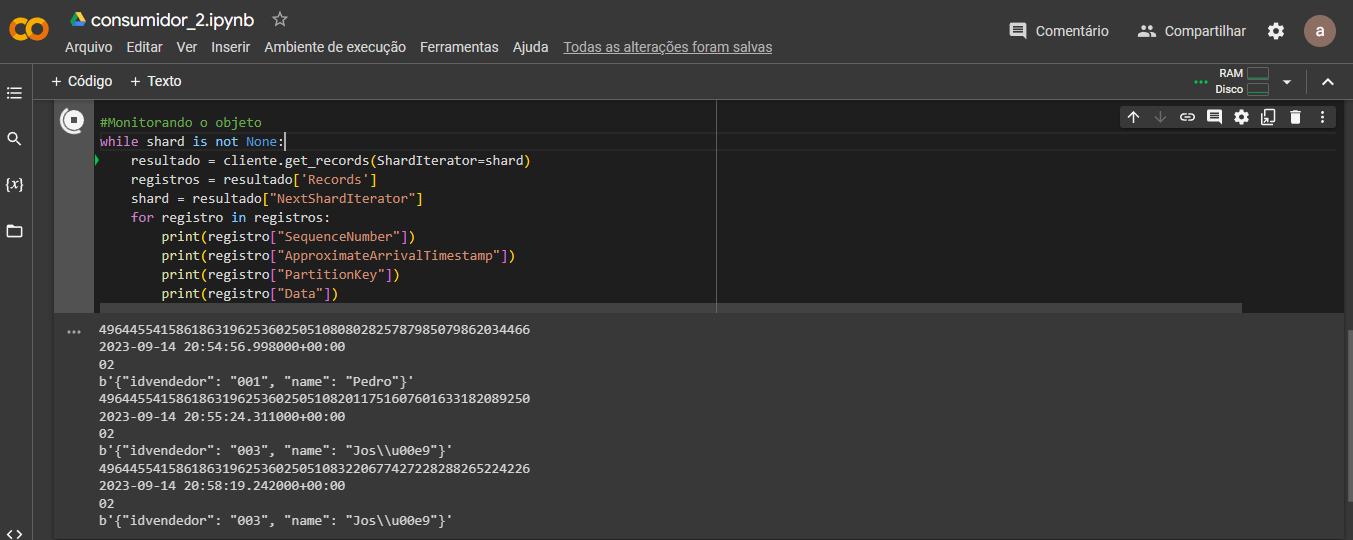 consumidor_2.ipynb
Arquivo Editar Ver Inserir Ambiente de execução Ferramentas Ajuda Todas as alterações foram salvas
Comentário Compartilhar a
+ Código + Texto
RAM
Disco
{x}
#Monitorando o objeto
while shard is not None:
    resultado = cliente.get_records(ShardIterator=shard)
    registros = resultado['Records']
    shard = resultado["NextShardIterator"]
    for registro in registros:
        print(registro["SequenceNumber"])
        print(registro["ApproximateArrivalTimestamp"])
        print(registro["PartitionKey"])
        print(registro["Data"])
49644554158618631962536025051080802825787985079862034466
2023-09-14 20:54:56.998000+00:00
02
b'{"idvendedor": "001", "name": "Pedro"}'
49644554158618631962536025051082011751607601633182089250
2023-09-14 20:55:24.311000+00:00
02
b'{"idvendedor": "003", "name": "Jos\\u00e9"}'
49644554158618631962536025051083220677427228288265224226
2023-09-14 20:58:19.242000+00:00
02
b'{"idvendedor": "003", "name": "Jos\\u00e9"}'